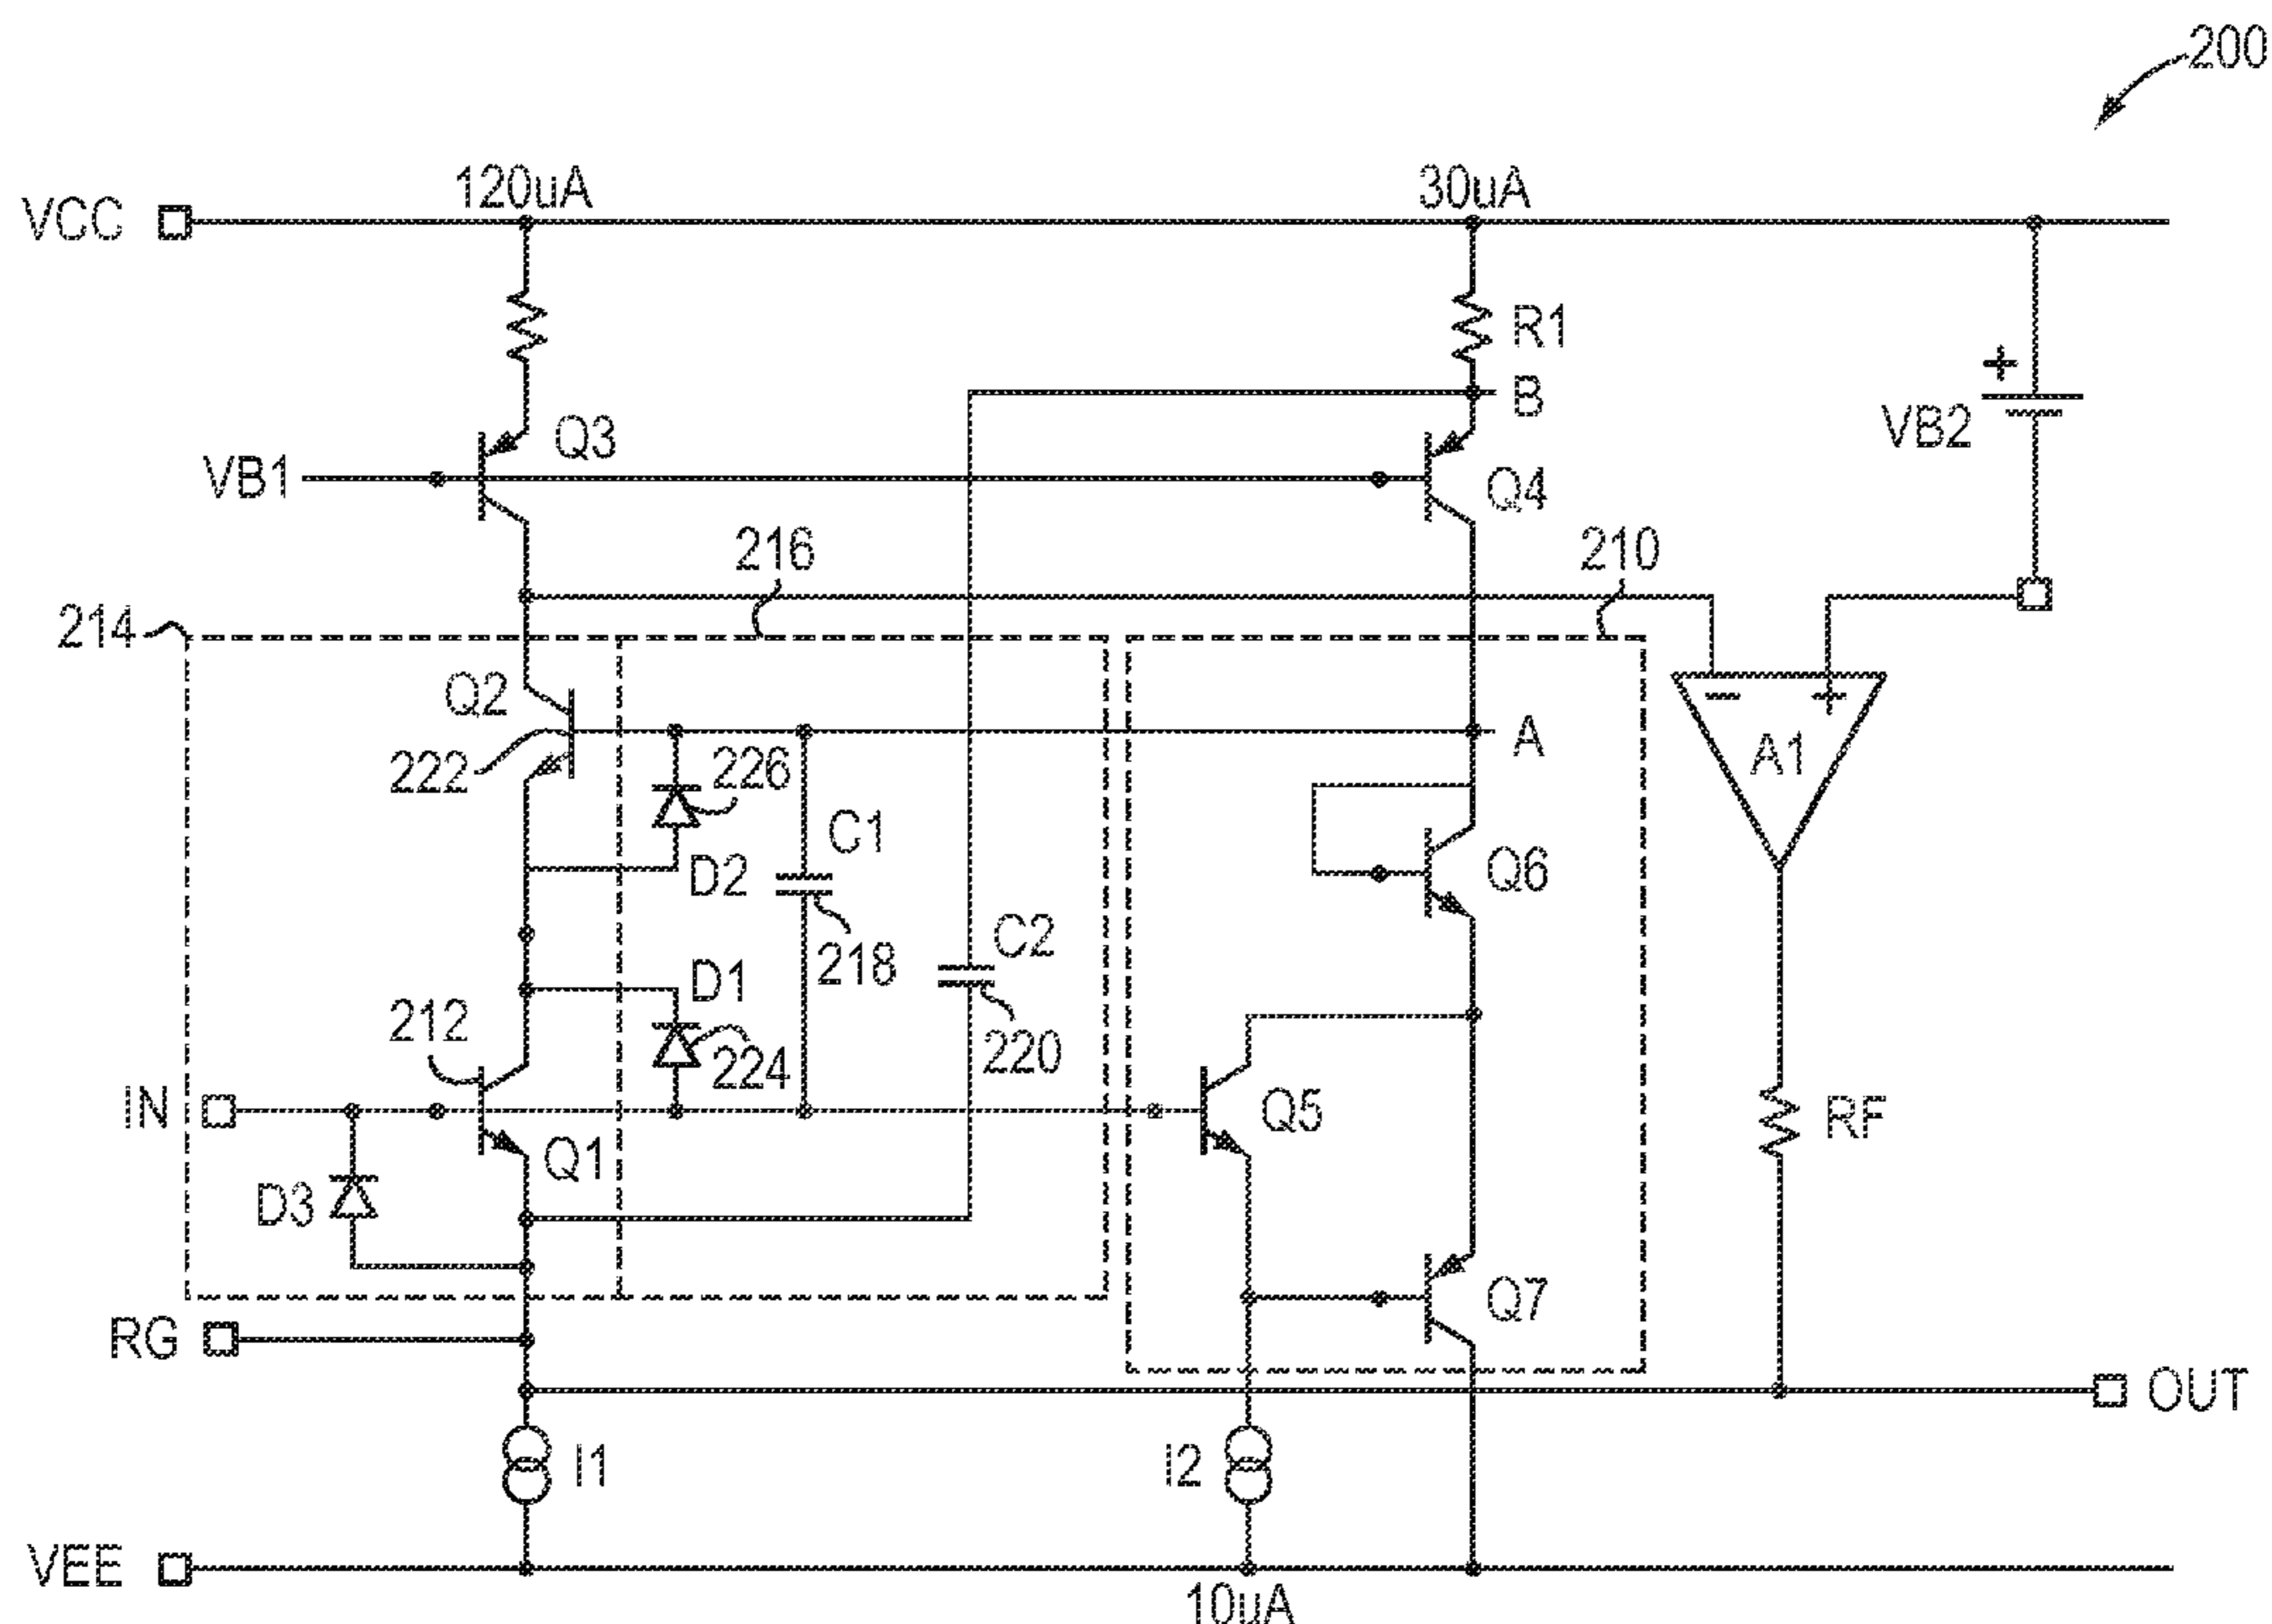 200
120uA
30uA
VCC
R1
B
VB2
+
Q3
VB1
Q4
216
210
214
Q2
222
226
A
− +
A1
C1
D2
Q6
218
C2
D1
212
224
220
IN
Q5
RF
Q1
D3
Q7
RG
OUT
I1
I2
VEE
10uA